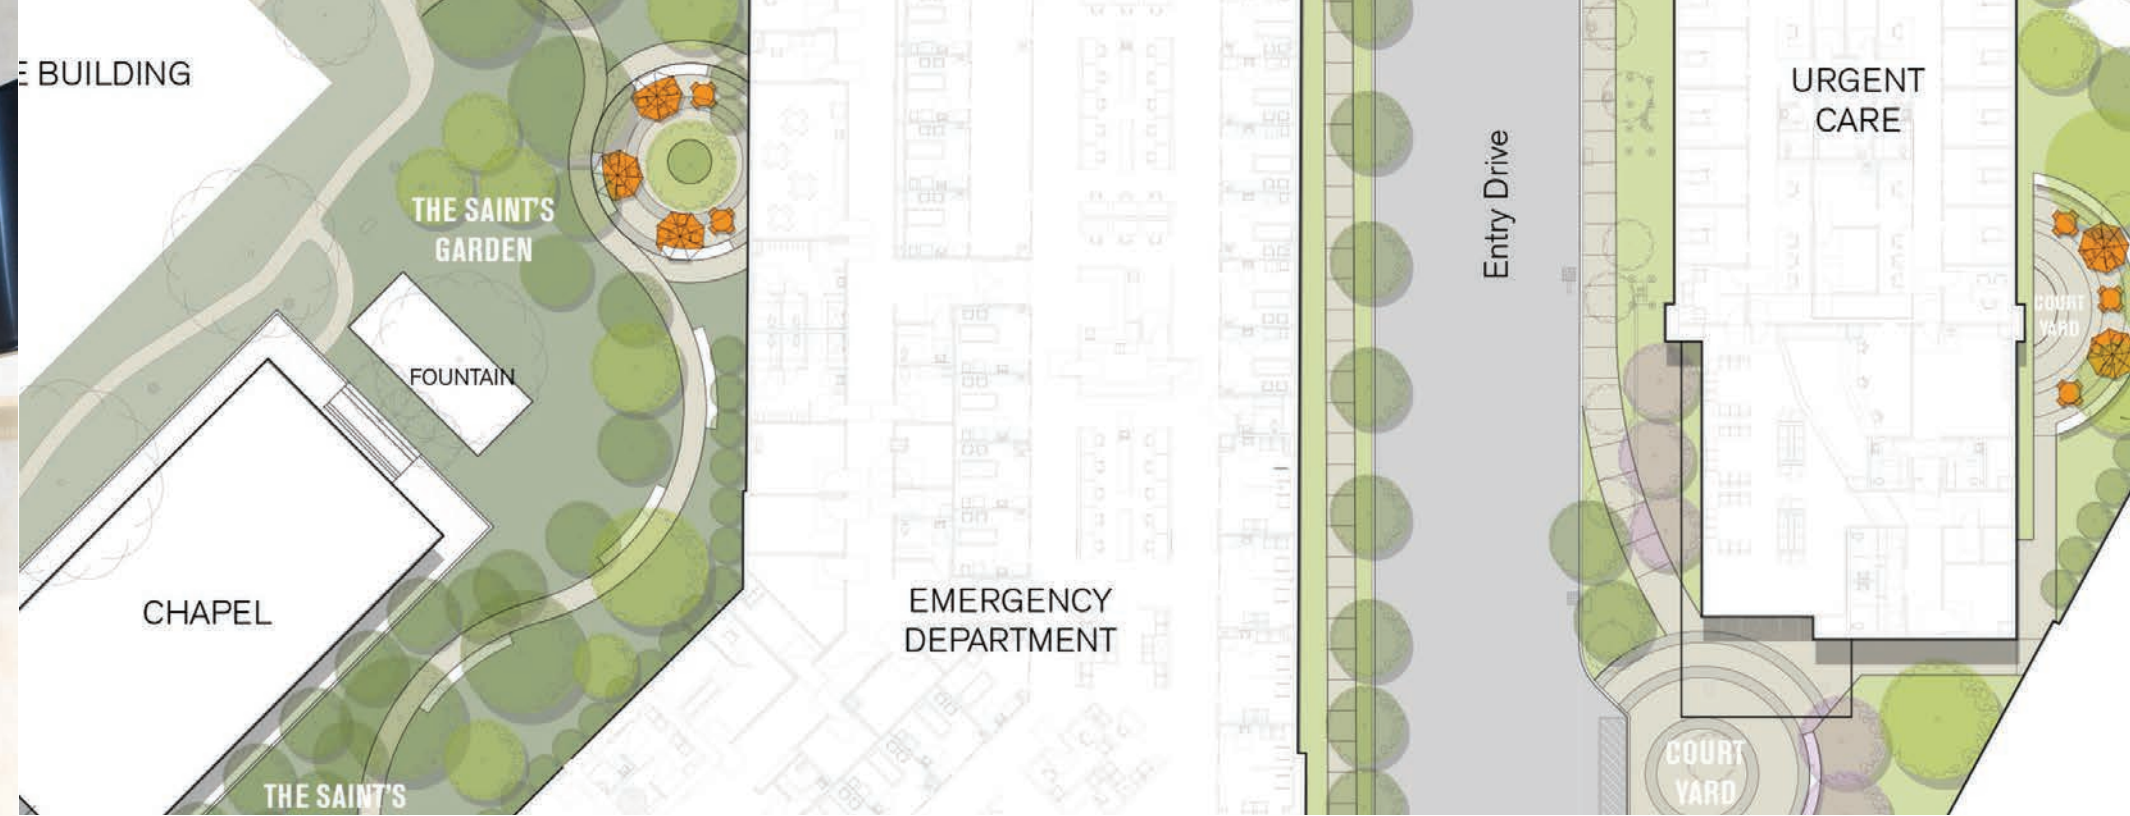 E BUILDING
THE SAINT'S
GARDEN
FOUNTAIN
CHAPEL
THE SAINT'S
EMERGENCY
DEPARTMENT
Entry Drive
URGENT
CARE
COURT
YARD
COURT
YARD